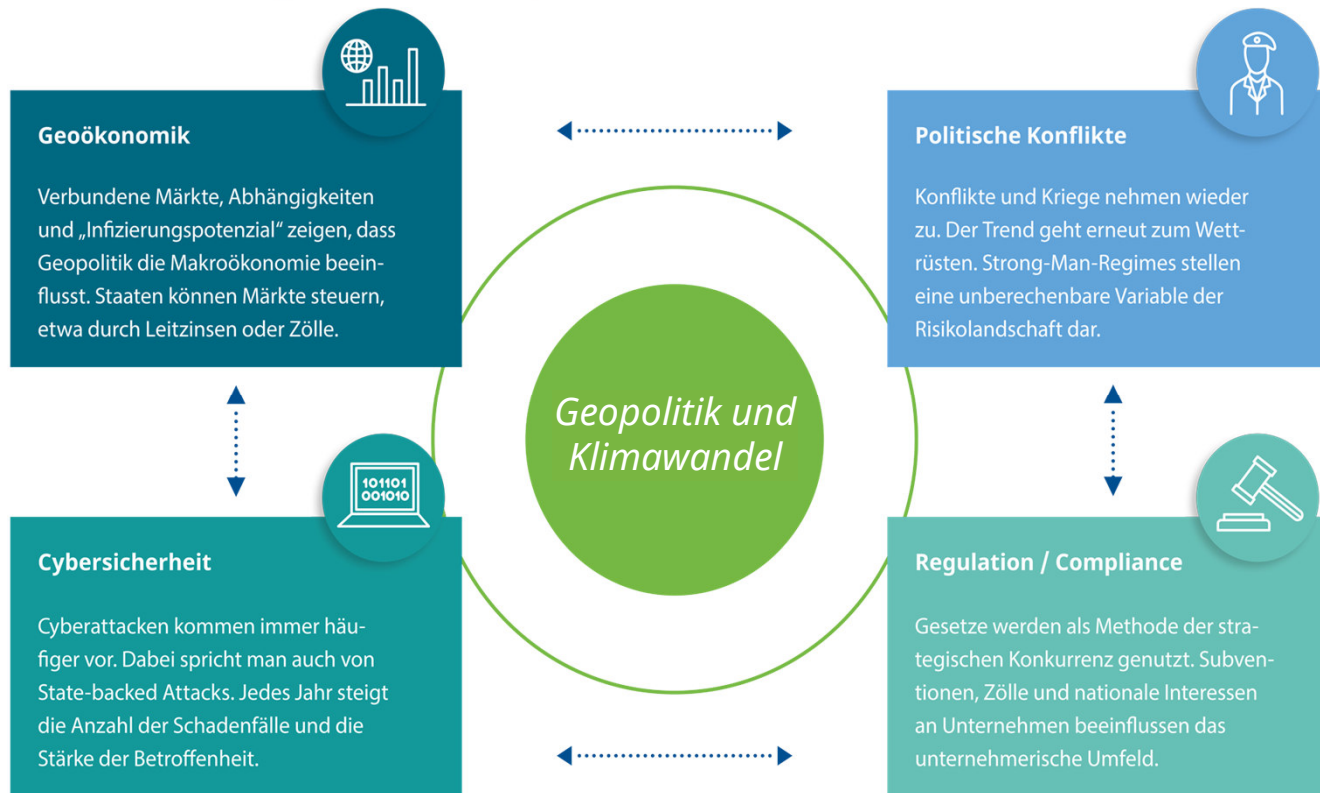 Geoökonomik
Verbundene Märkte, Abhängigkeiten
und „Infizierungspotenzial“ zeigen, dass
Geopolitik die Makroökonomie beein-
flusst. Staaten können Märkte steuern,
etwa durch Leitzinsen oder Zölle.
Politische Konflikte
Konflikte und Kriege nehmen wieder
zu. Der Trend geht erneut zum Wett-
rüsten. Strong-Man-Regimes stellen
eine unberechenbare Variable der
Risikolandschaft dar.
Geopolitik und
Klimawandel
101101
001010
Cybersicherheit
Cyberattacken kommen immer häu-
figer vor. Dabei spricht man auch von
State-backed Attacks. Jedes Jahr steigt
die Anzahl der Schadenfälle und die
Stärke der Betroffenheit.
Regulation / Compliance
Gesetze werden als Methode der stra-
tegischen Konkurrenz genutzt. Subven-
tionen, Zölle und nationale Interessen
an Unternehmen beeinflussen das
unternehmerische Umfeld.